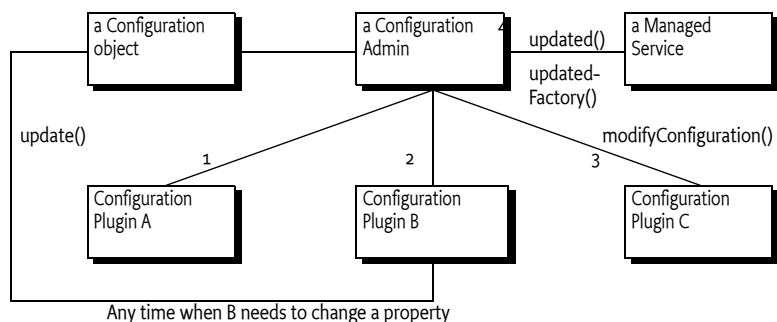 a Configuration
object
a Configuration
Admin
4
updated()
updated-
Factory()
a Managed
Service
update()
1
2
3
modifyConfiguration()
Configuration
Plugin A
Configuration
Plugin B
Configuration
Plugin C
Any time when B needs to change a property